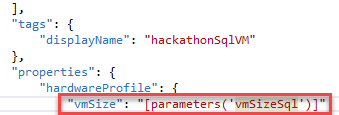 ],
"tags": {
"displayName": "hackathonSqlVM"
},
"properties": {
"hardwareProfile": {
"vmSize": "[parameters('vmSizeSql')]"